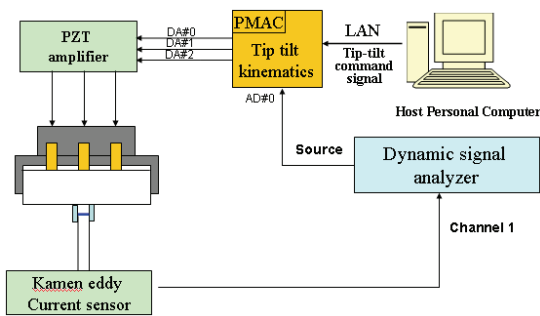 PZT
amplifier
DA#0
DA#1
DA#2
PMAC
Tip tilt
kinematics
AD#0
LAN
Tip-tilt
command
signal
Host Personal Computer
Source
Dynamic signal
analyzer
Channel 1
Kamen eddy
Current sensor